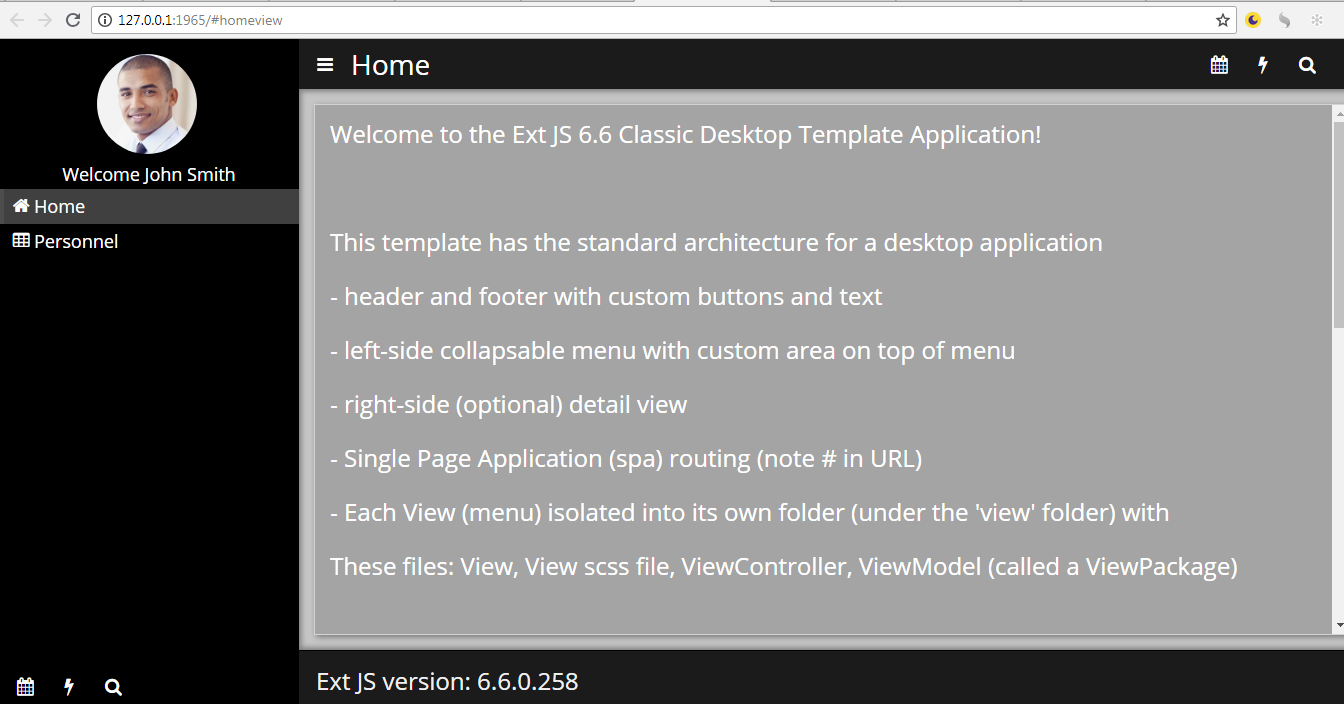 127.0.0.1:1965/#homeview
Welcome John Smith
Home
Personnel
Home
Welcome to the Ext JS 6.6 Classic Desktop Template Application!
This template has the standard architecture for a desktop application
- header and footer with custom buttons and text
- left-side collapsable menu with custom area on top of menu
- right-side (optional) detail view
- Single Page Application (spa) routing (note # in URL)
- Each View (menu) isolated into its own folder (under the 'view' folder) with
These files: View, View scss file, ViewController, ViewModel (called a ViewPackage)
Ext JS version: 6.6.0.258